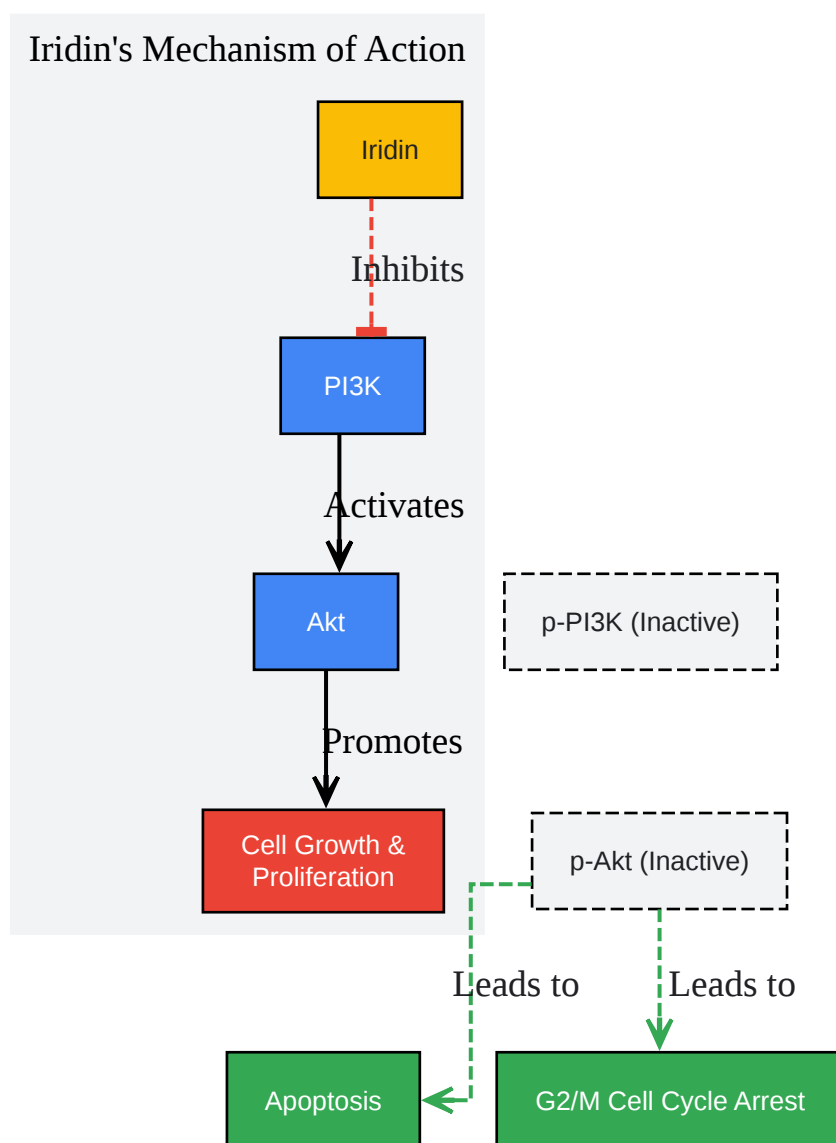 Iridin's Mechanism of Action
Iridin
Inhibits
PI3K
Activates
Akt
p-PI3K (Inactive)
Promotes
Cell Growth &
Proliferation
p-Akt (Inactive)
Leads to
Leads to
Apoptosis
G2/M Cell Cycle Arrest